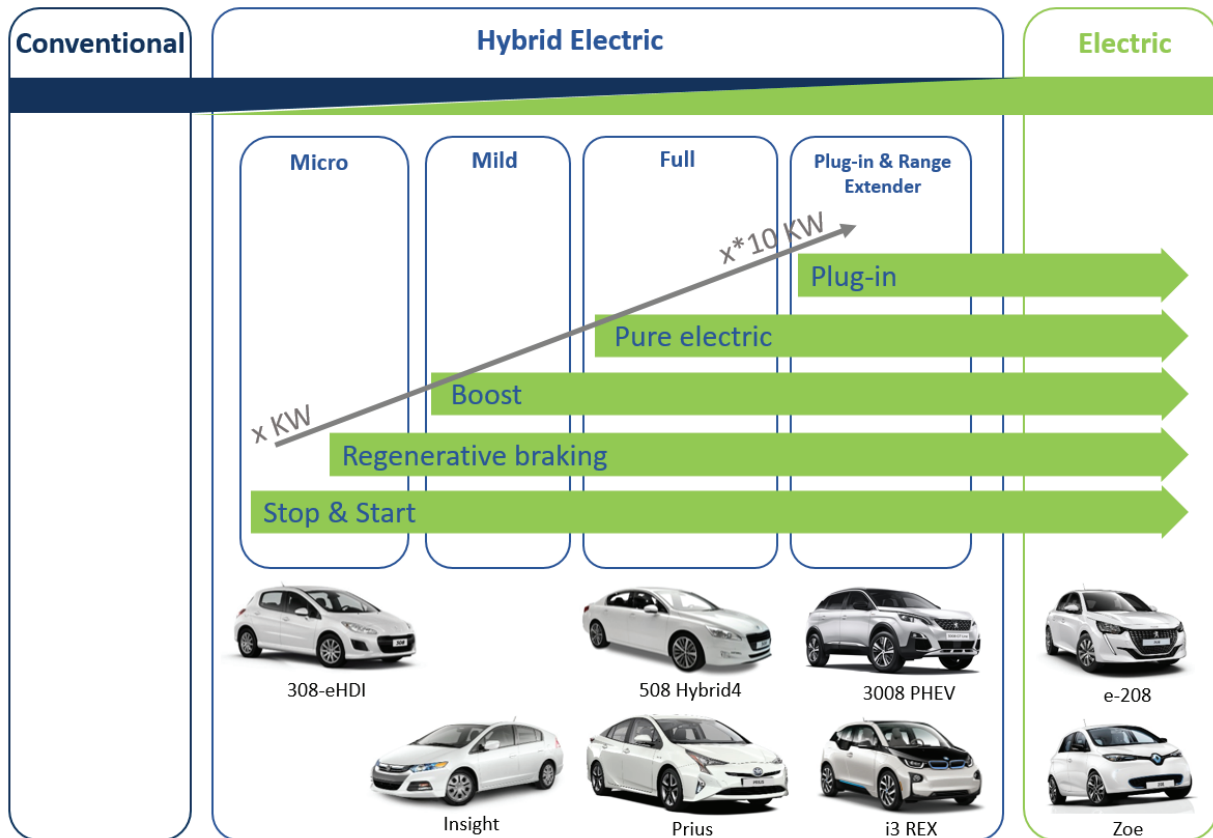 Conventional
Hybrid Electric
Electric
Micro
Mild
Full
Plug-in & Range
Extender
x*10 KW
Plug-in
Pure electric
Boost
x KW
Regenerative braking
Stop & Start
308-eHDI
508 Hybrid4
3008 PHEV
e-208
Insight
Prius
i3 REX
Zoe